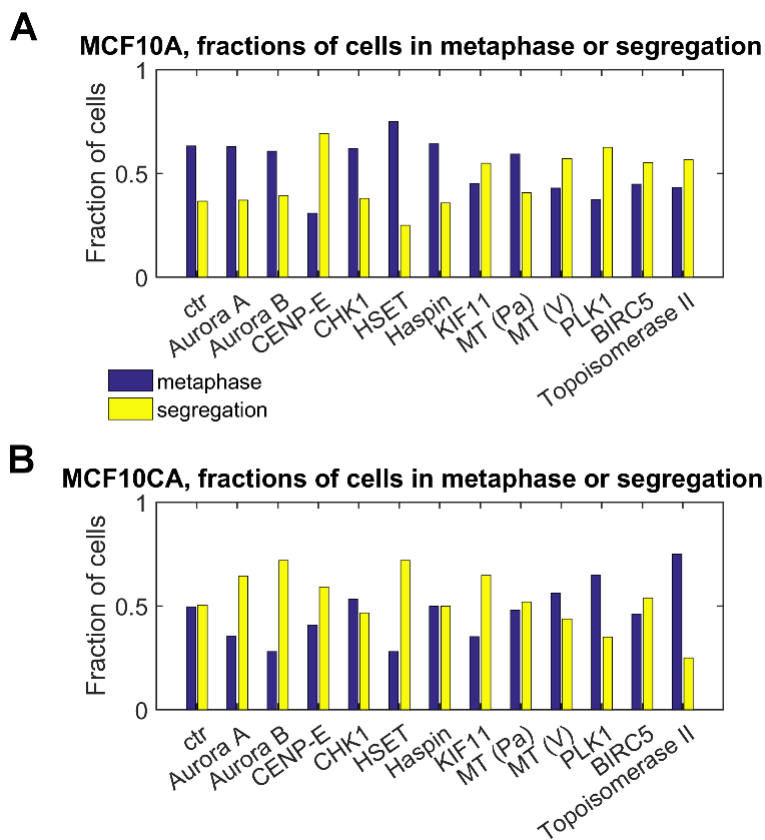 A
MCF10A, fractions of cells in metaphase or segregation
Fraction of cells
1
0.5
0
ctr
Aurora A
Aurora B
CENP-E
CHK1
HSET
Haspin
KIF11
MT (Pa)
MT (V)
PLK1
BIRC5
Topoisomerase II
metaphase
segregation
B
MCF10CA, fractions of cells in metaphase or segregation
Fraction of cells
1
0.5
0
ctr
Aurora A
Aurora B
CENP-E
CHK1
HSET
Haspin
KIF11
MT (Pa)
MT (V)
PLK1
BIRC5
Topoisomerase II